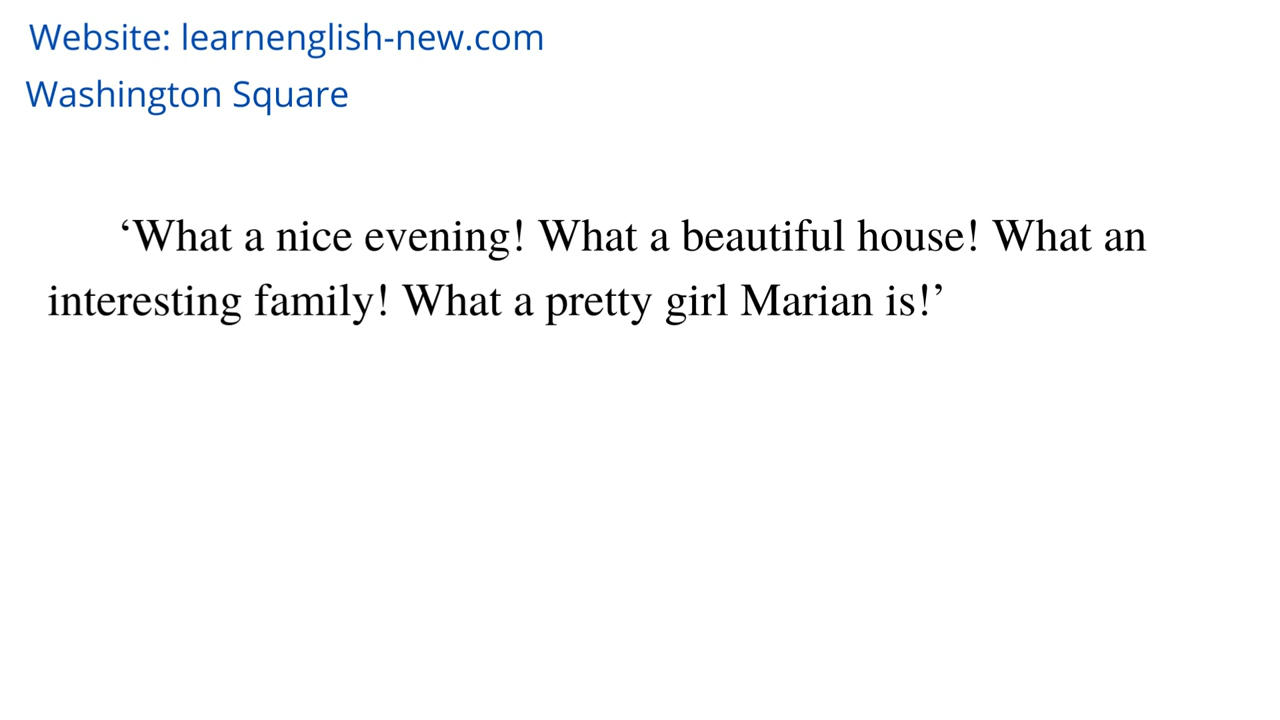 Website: learnenglish-new.com
Washington Square
‘What a nice evening! What a beautiful house! What an
interesting family! What a pretty girl Marian is!’